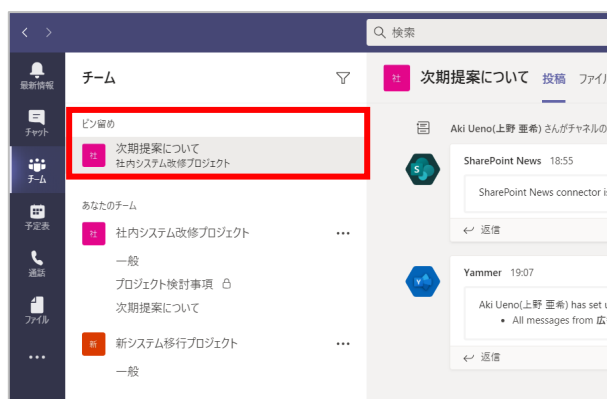 検索
最新情報
チャット
チーム
予定表
通話
ファイル
チーム
ピン留め
社 次期提案について
社内システム改修プロジェクト
あなたのチーム
社 社内システム改修プロジェクト
一般
プロジェクト検討事項
次期提案について
新 新システム移行プロジェクト
一般
社 次期提案について 投稿 ファイル
Aki Ueno(上野 亜希) さんがチャネルの
SharePoint News 18:55
SharePoint News connector i
返信
Yammer 19:07
Aki Ueno(上野 亜希) has set u
• All messages from 広
返信